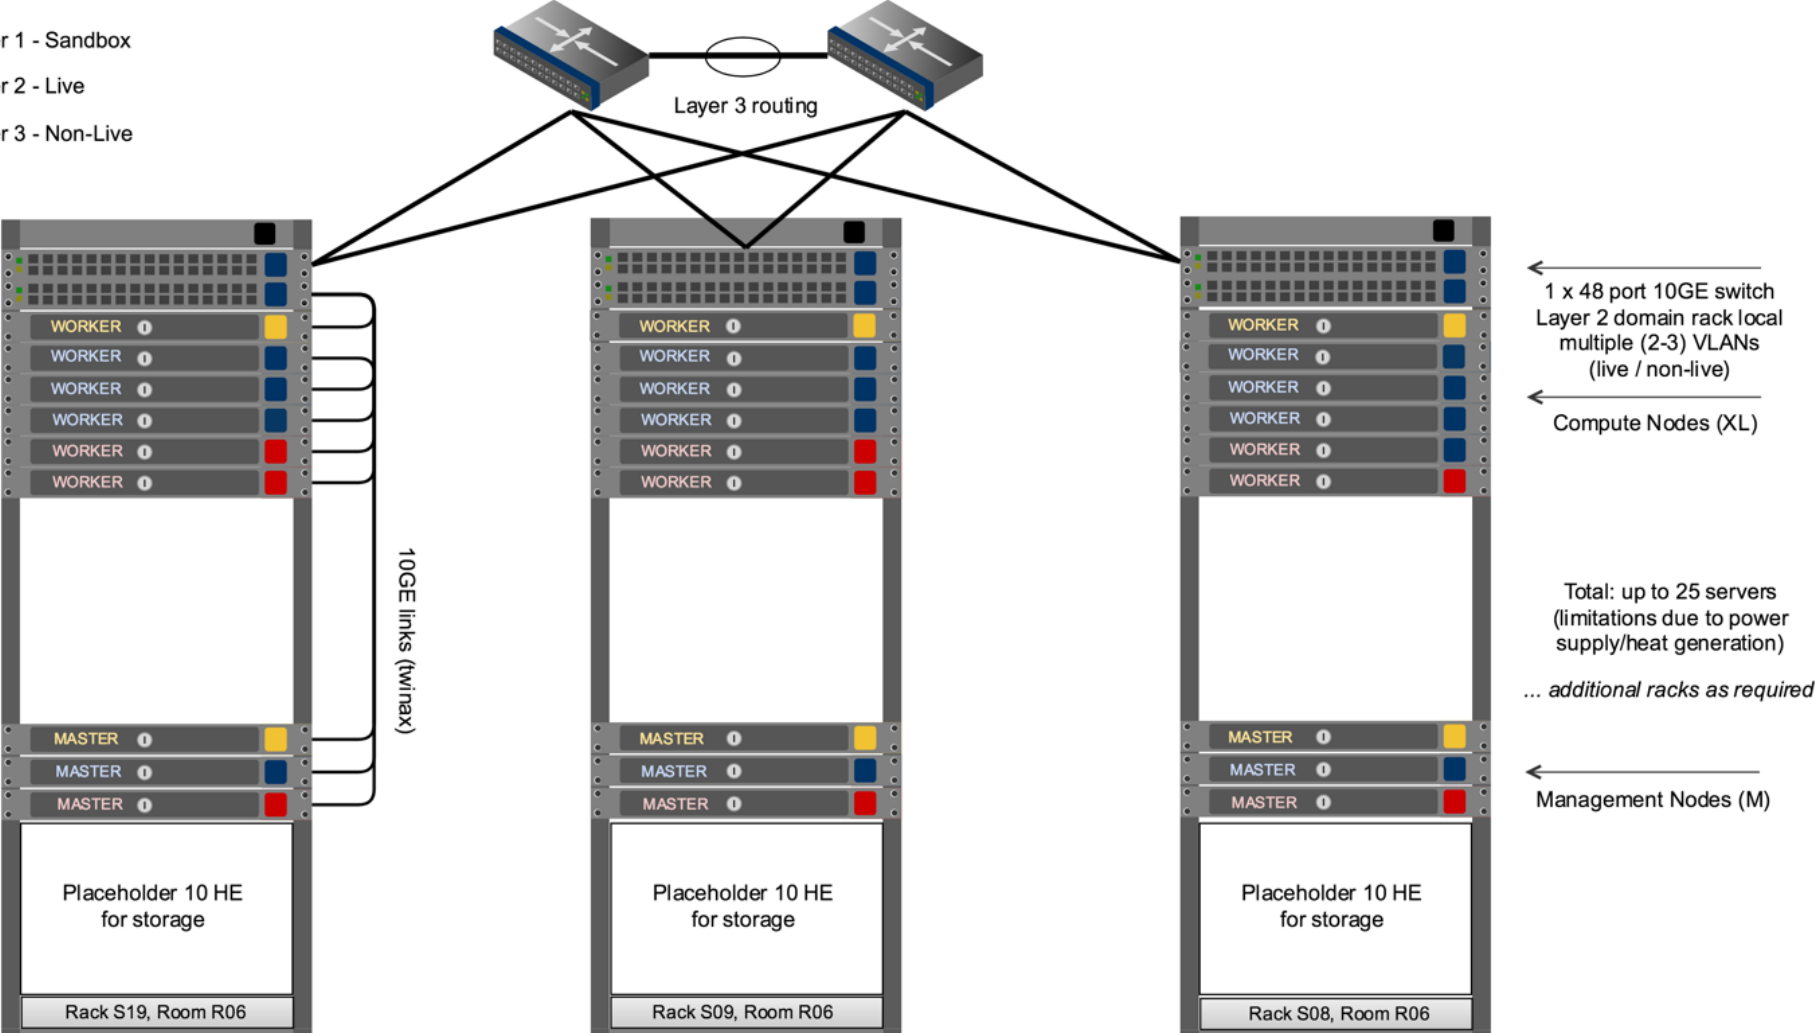 r 1 - Sandbox
r 2 - Live
r 3 - Non-Live
Layer 3 routing
WORKER
WORKER
WORKER
WORKER
WORKER
WORKER
10GE links (twinax)
MASTER
MASTER
MASTER
Placeholder 10 HE
for storage
Rack S19, Room R06
WORKER
WORKER
WORKER
WORKER
WORKER
WORKER
MASTER
MASTER
MASTER
Placeholder 10 HE
for storage
Rack S09, Room R06
WORKER
WORKER
WORKER
WORKER
WORKER
WORKER
MASTER
MASTER
MASTER
Placeholder 10 HE
for storage
Rack S08, Room R06
1 x 48 port 10GE switch
Layer 2 domain rack local
multiple (2-3) VLANs
(live / non-live)
Compute Nodes (XL)
Total: up to 25 servers
(limitations due to power
supply/heat generation)
... additional racks as required
Management Nodes (M)